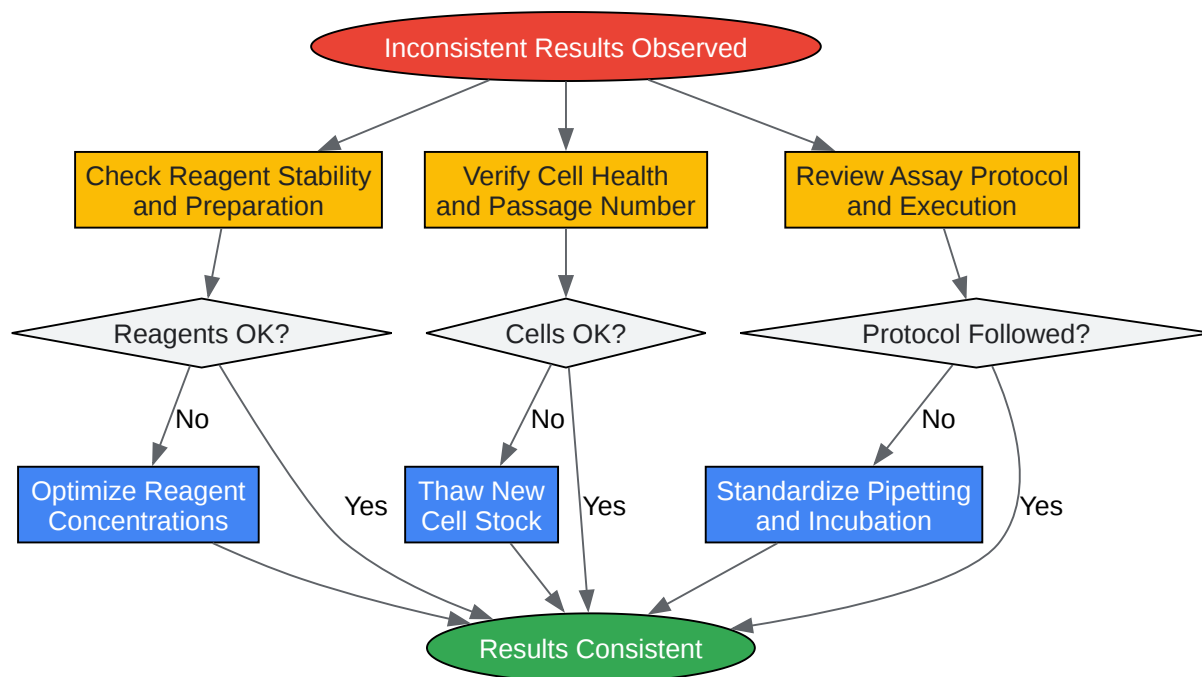 Inconsistent Results Observed
Check Reagent Stability
and Preparation
Verify Cell Health
and Passage Number
Review Assay Protocol
and Execution
Reagents OK?
Cells OK?
Protocol Followed?
No
No
No
Optimize Reagent
Concentrations
Yes
Thaw New
Cell Stock
Yes
Standardize Pipetting
and Incubation
Yes
Results Consistent